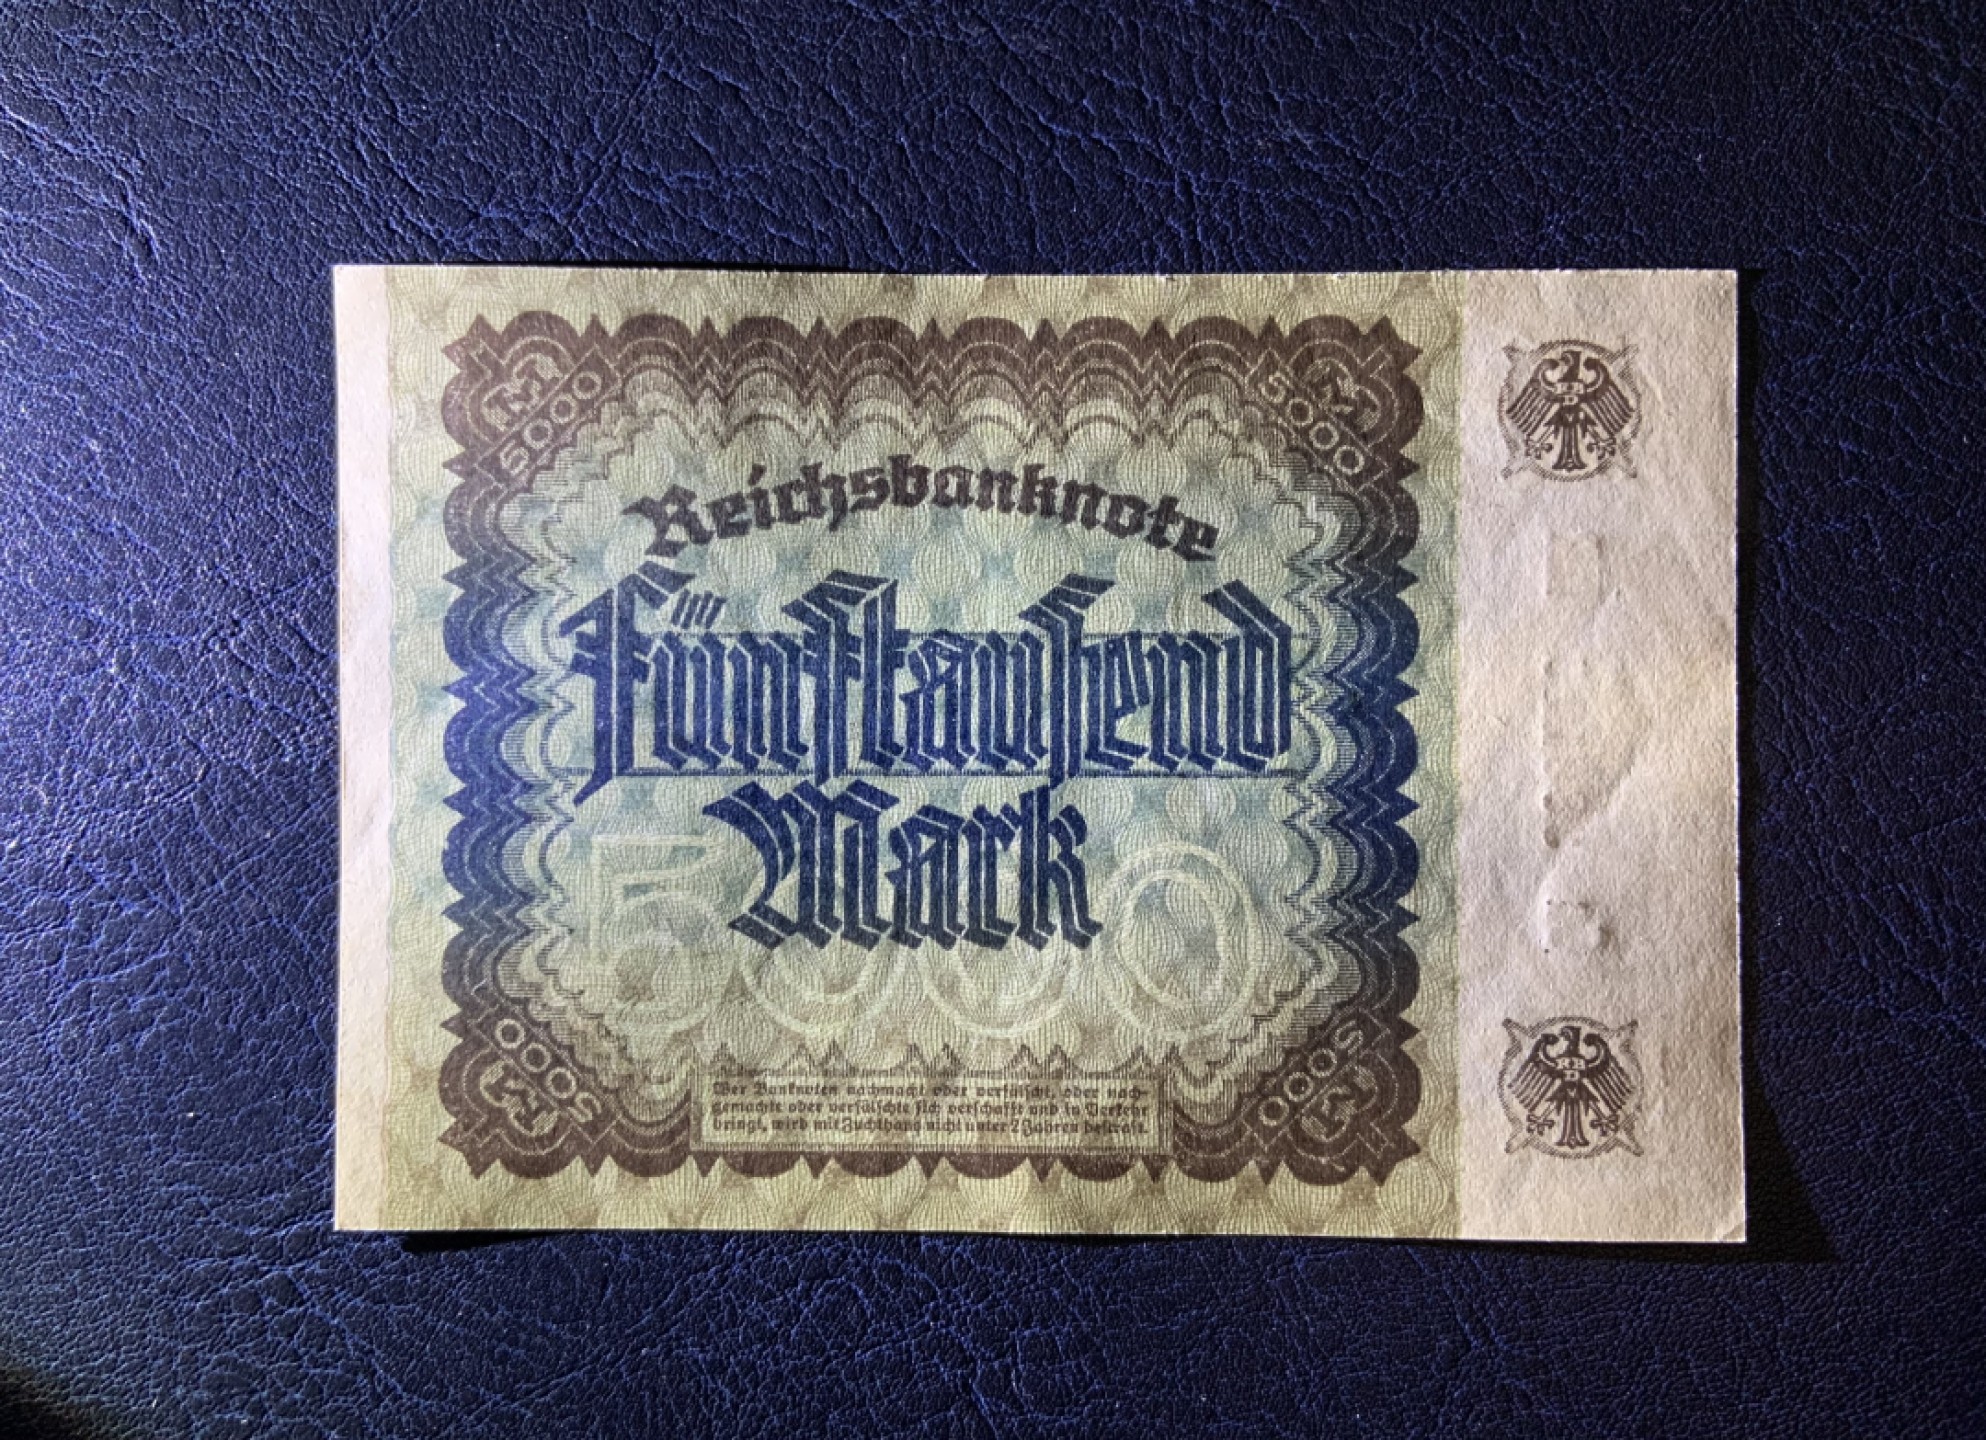 M 5000
5000 M
Reichsbanknote
Fünftausend
Mark
5000
Wer Banknoten nachmacht oder verfälscht, oder nach-
gemachte oder verfälschte sich verschafft und in Verkehr
bringt, wird mit Zuchthaus nicht unter 2 Jahren bestraft.
5000 M
5000 M